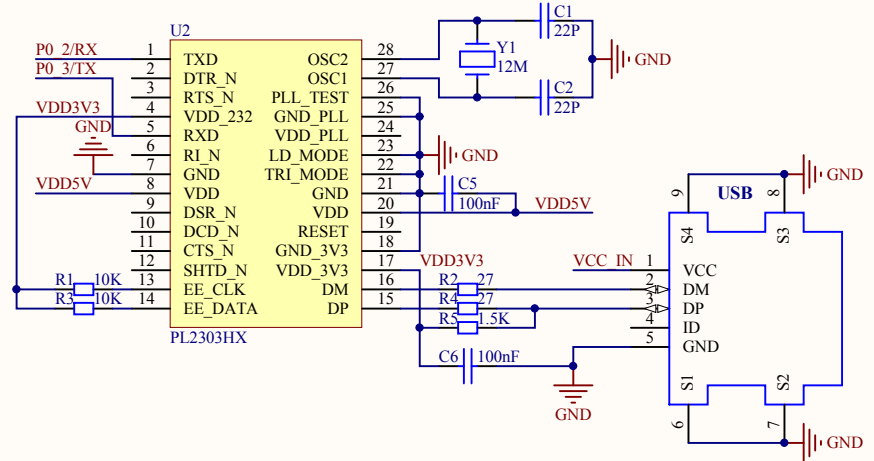 U2
P0_2/RX
P0_3/TX
VDD3V3
GND
VDD5V
1 TXD
2 DTR_N
3 RTS_N
4 VDD_232
5 RXD
6 RI_N
7 GND
8 VDD
9 DSR_N
10 DCD_N
11 CTS_N
12 SHTD_N
13 EE_CLK
14 EE_DATA
R1 10K
R3 10K
OSC2 28
OSC1 27
PLL_TEST 26
GND_PLL 25
VDD_PLL 24
LD_MODE 23
TRI_MODE 22
GND 21
VDD 20
RESET 19
GND_3V3 18
VDD_3V3 17
DM 16
DP 15
PL2303HX
C1
22P
Y1
12M
C2
22P
GND
GND
C5
100nF
VDD5V
VDD3V3
R2 27
R4 27
R5 1.5K
C6 100nF
GND
VCC_IN
USB
9
8
GND
S4
S3
1 VCC
2 DM
3 DP
4 ID
5 GND
S1
S2
6
7
GND